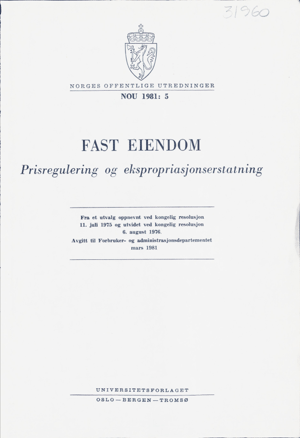 31960
NORGES OFFENTLIGE UTREDNINGER
NOU 1981: 5
FAST EIENDOM
Prisregulering og ekspropriasjonserstatning
Fra et utvalg oppnevnt ved kongelig resolusjon
11. juli 1975 og utvidet ved kongelig resolusjon
6. august 1976.
Avgitt til Forbruker- og administrasjonsdepartementet
mars 1981
UNIVERSITETSFORLAGET
OSLO — BERGEN — TROMSØ